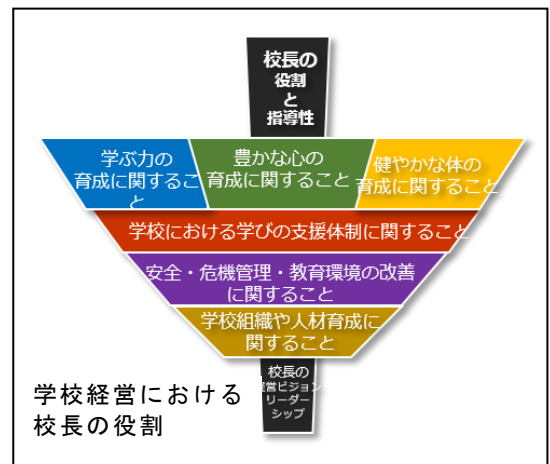 校長の
役割
と
指導性
学ぶ力の
育成に関するこ
と
豊かな心の
育成に関すること
健やかな体の
育成に関すること
学校における学びの支援体制に関すること
安全・危機管理・教育環境の改善
に関すること
学校組織や人材育成に
関すること
校長の
経営ビジョン
リーダー
シップ
学校経営における
校長の役割